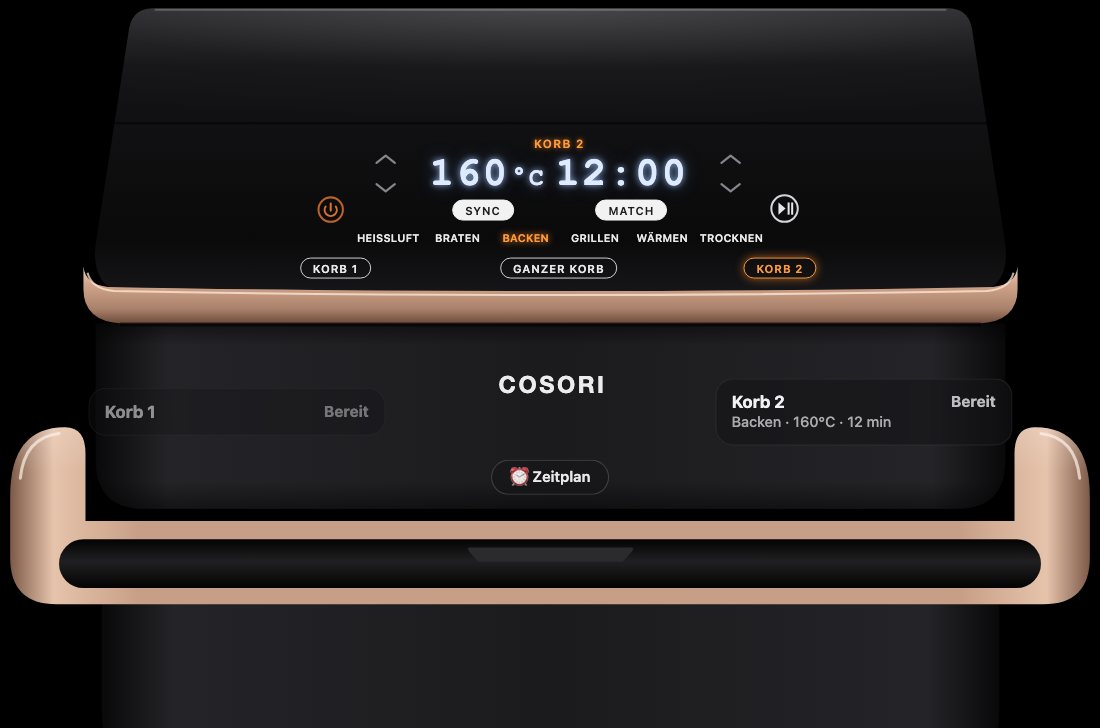 KORB 2
160°C 12:00
SYNC MATCH
HEISSLUFT BRATEN BACKEN GRILLEN WÄRMEN TROCKNEN
KORB 1 GANZER KORB KORB 2
COSORI
Korb 1 Bereit
Korb 2 Bereit
Backen · 160°C · 12 min
⏰ Zeitplan